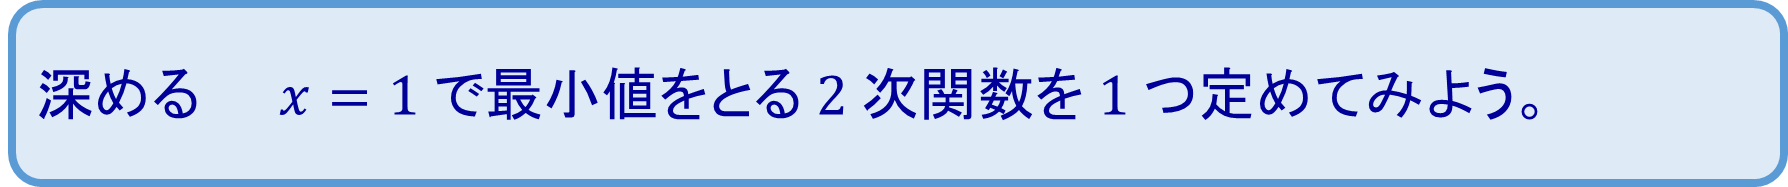 深める　x = 1 で最小値をとる 2 次関数を 1 つ定めてみよう。